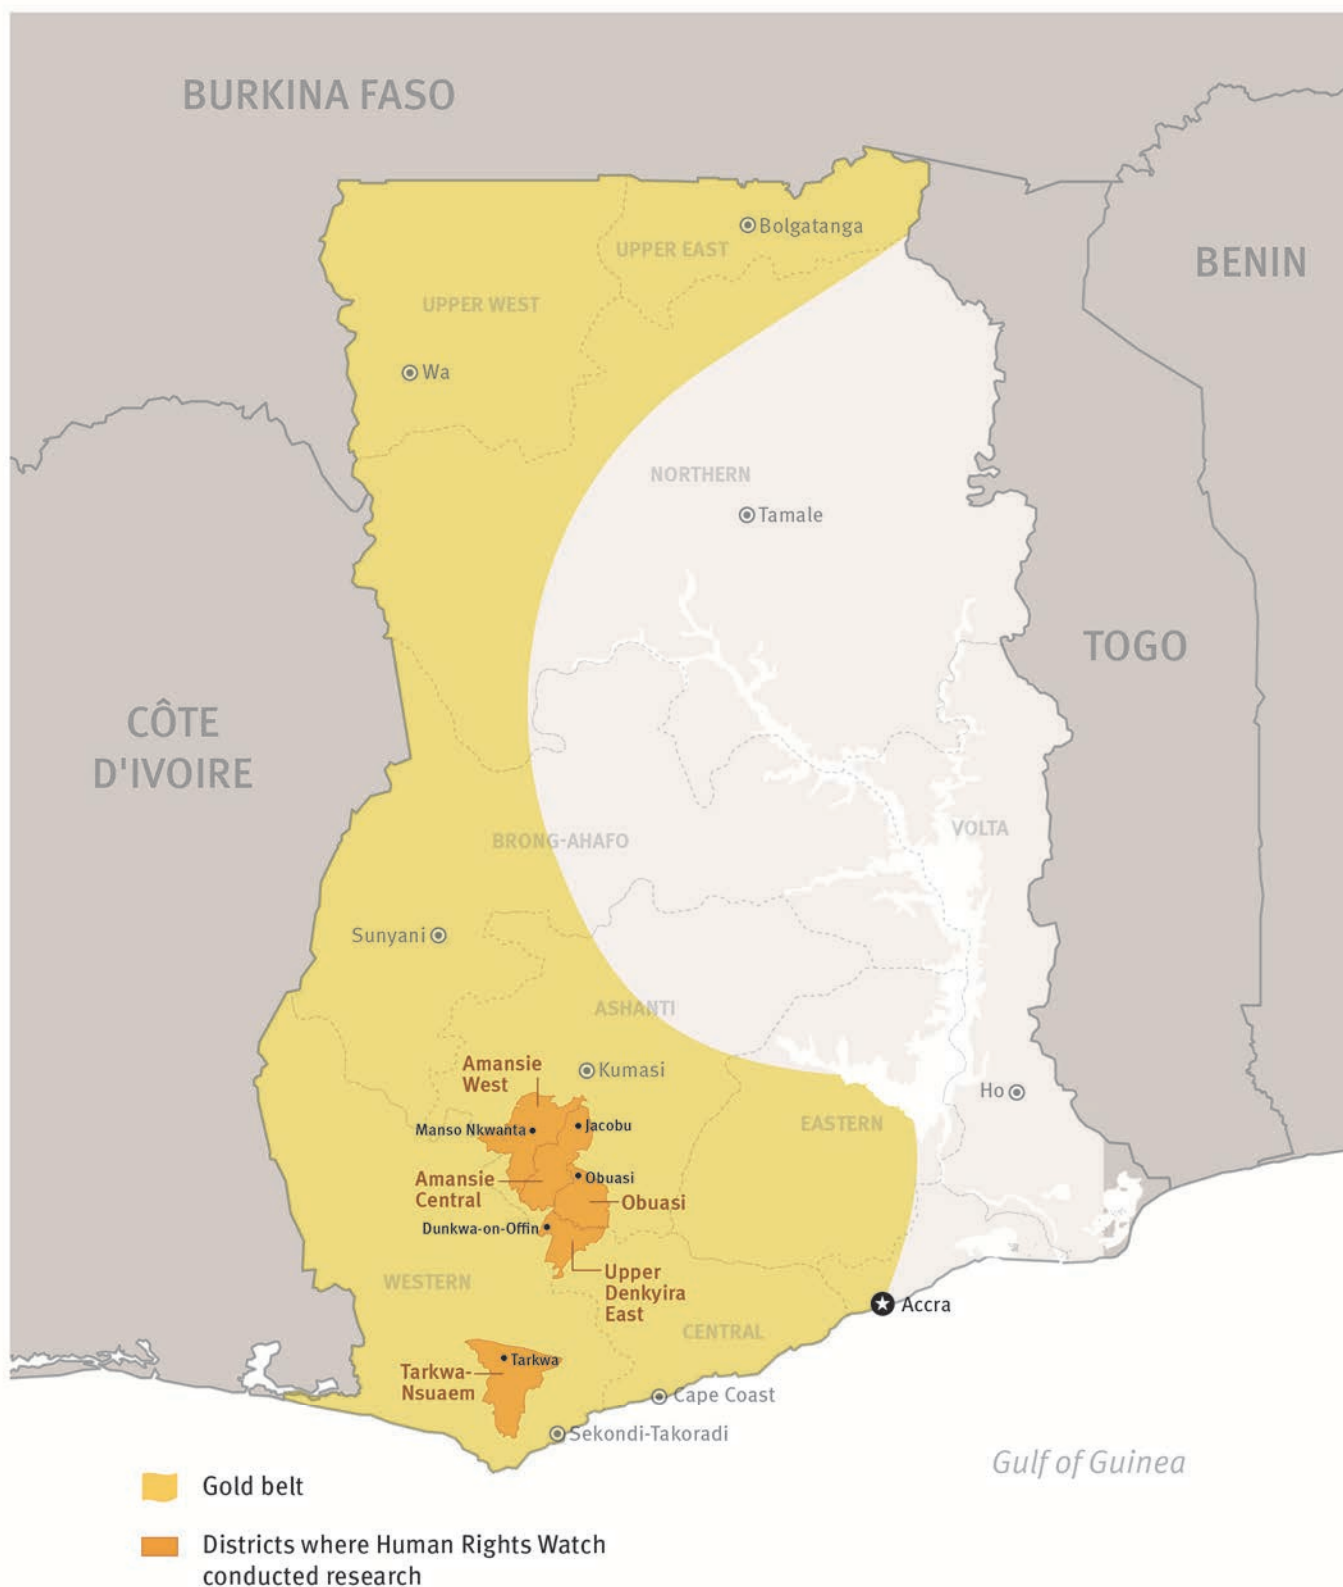 BURKINA FASO
Bolgatanga
UPPER EAST
BENIN
UPPER WEST
Wa
NORTHERN
Tamale
TOGO
CÔTE
D'IVOIRE
VOLTA
BRONG-AHAFO
Sunyani
ASHANTI
Amansie
West
Kumasi
Ho
EASTERN
Manso Nkwanta
Jacobu
Amansie
Central
Obuasi
Obuasi
Dunkwa-on-Offin
WESTERN
Upper
Denkyira
East
Accra
CENTRAL
Tarkwa
Tarkwa-
Nsuaem
Cape Coast
Sekondi-Takoradi
Gulf of Guinea
Gold belt
Districts where Human Rights Watch
conducted research